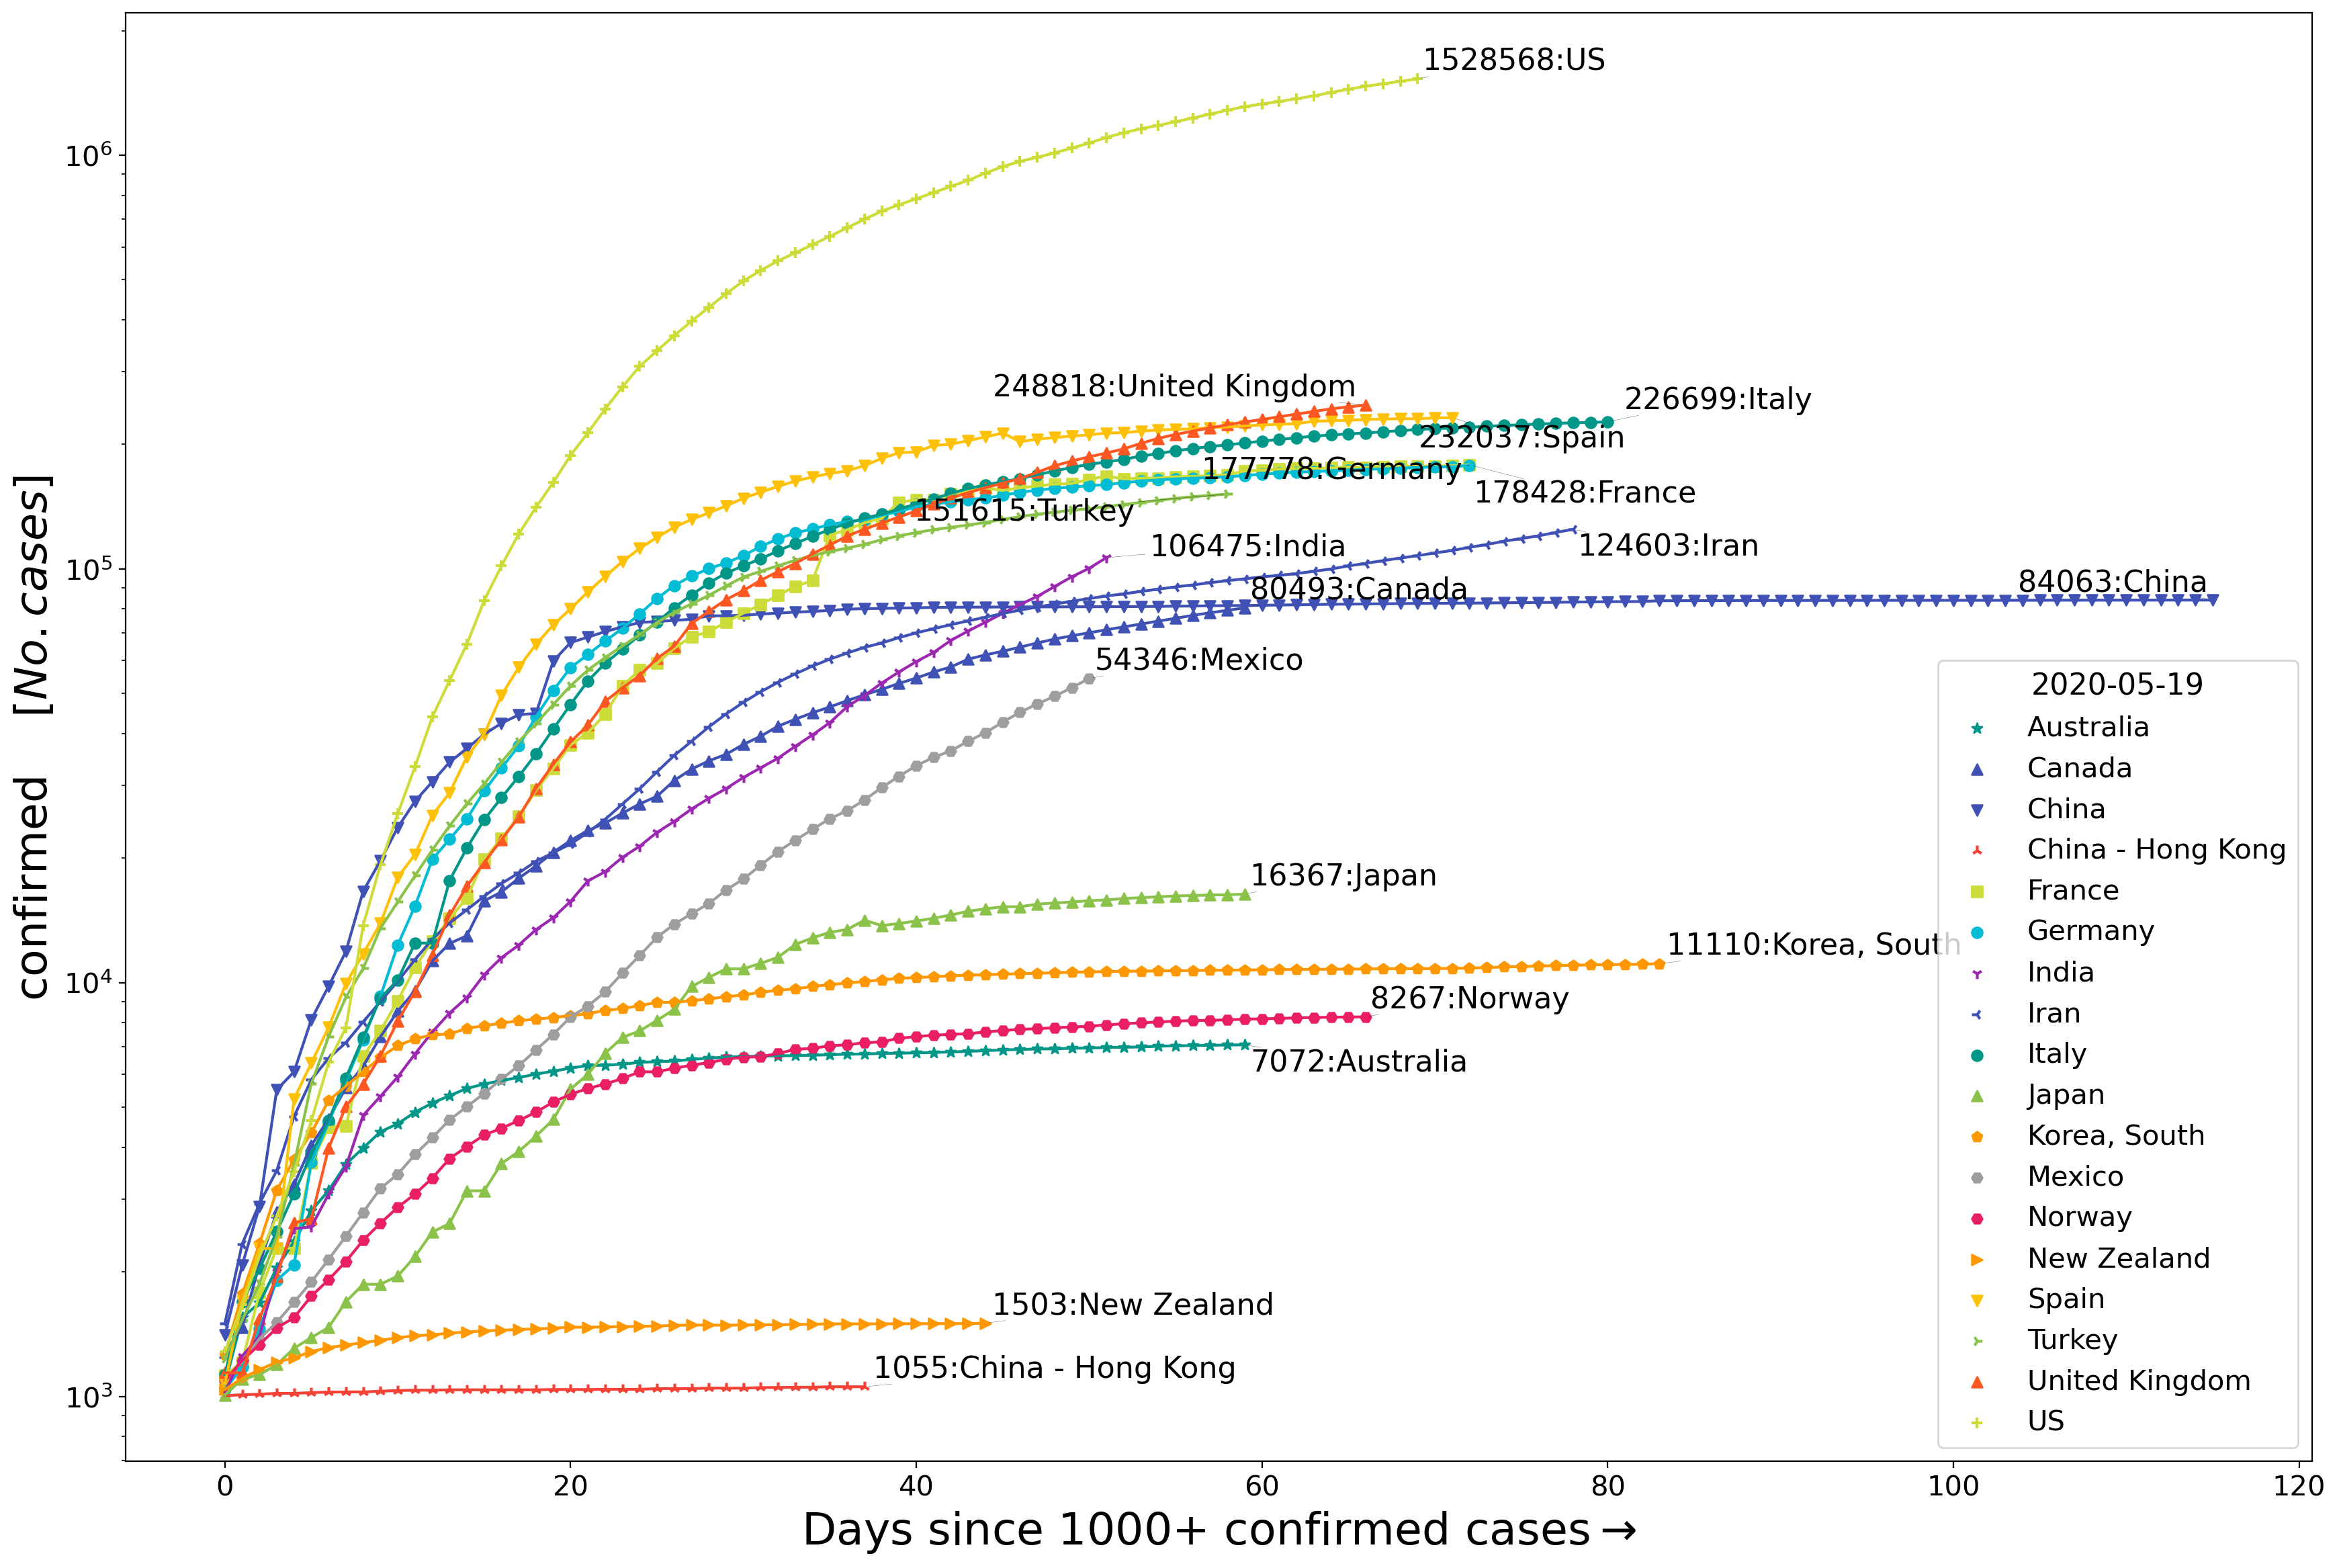 1528568:US
10⁶
248818:United Kingdom
226699:Italy
232037:Spain
177778:Germany
178428:France
151615:Turkey
106475:India
124603:Iran
10⁵
80493:Canada
84063:China
54346:Mexico
confirmed [No. cases]
16367:Japan
11110:Korea, South
10⁴
8267:Norway
7072:Australia
1503:New Zealand
1055:China - Hong Kong
10³
2020-05-19
Australia
Canada
China
China - Hong Kong
France
Germany
India
Iran
Italy
Japan
Korea, South
Mexico
Norway
New Zealand
Spain
Turkey
United Kingdom
US
0 20 40 60 80 100 120
Days since 1000+ confirmed cases→